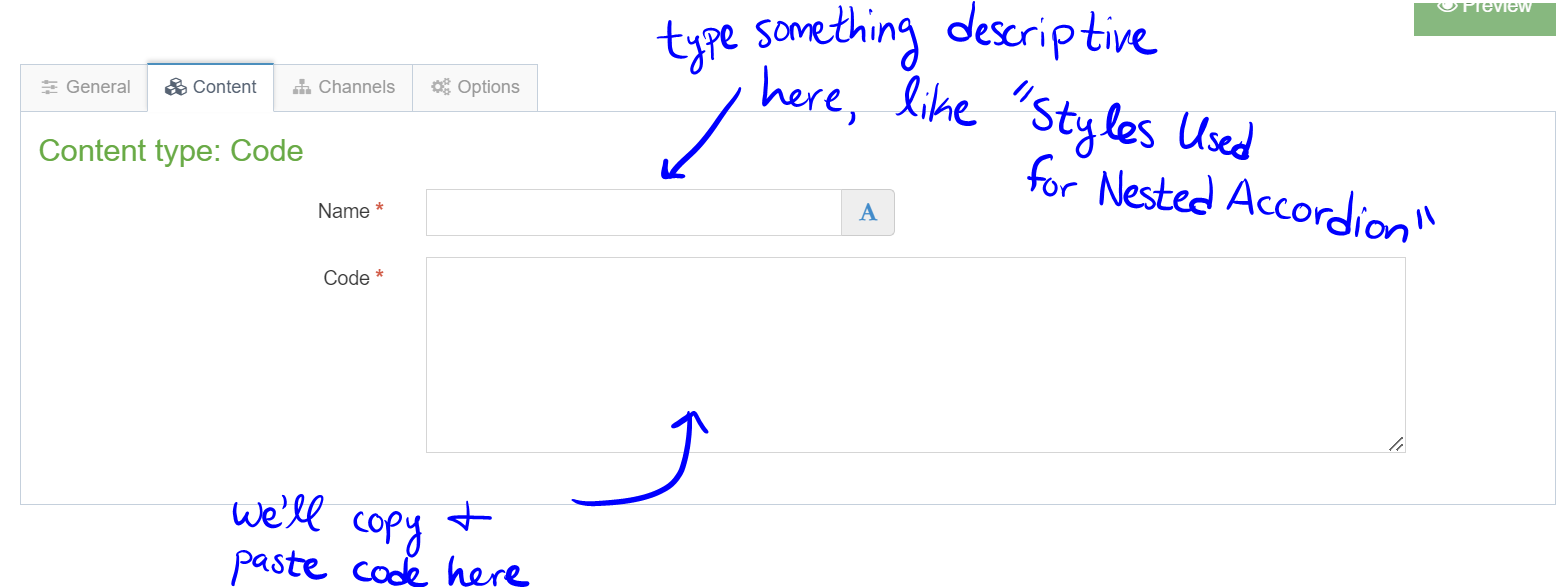 Preview
type something descriptive
here, like "Styles Used
for Nested Accordion"
General Content Channels Options
Content type: Code
Name * A
Code *
we'll copy +
paste code here